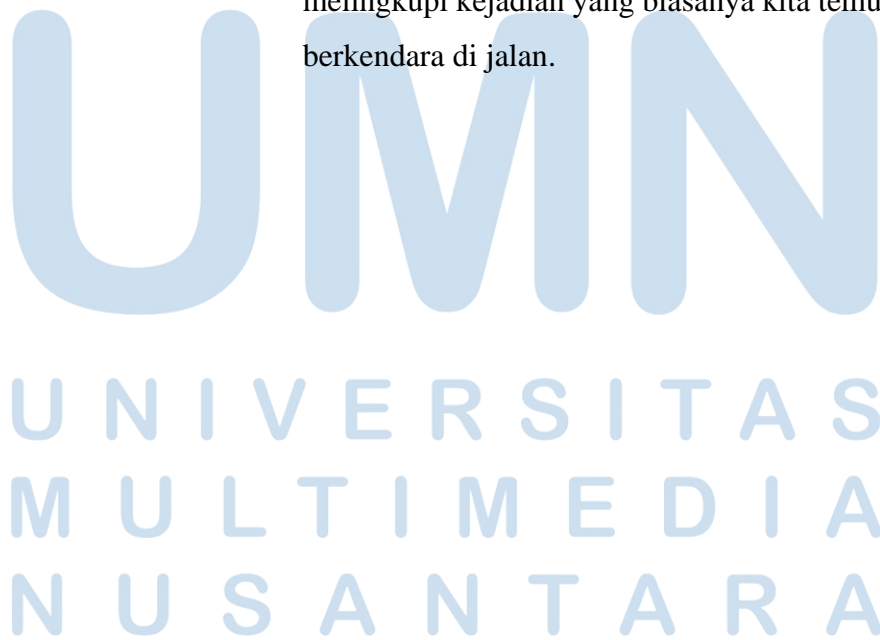 melingkupi kejadian yang biasanya kita
berkendara di jalan.
UMN
UNIVERSITAS
MULTIMEDIA
NUSANTARA